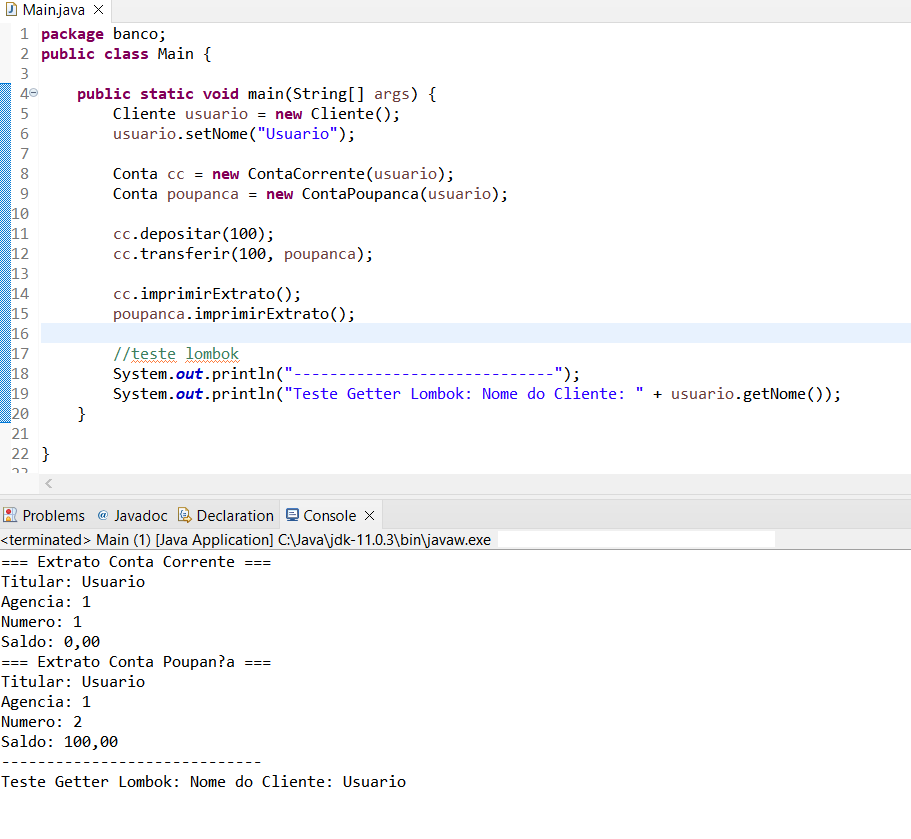 Main.java
1 package banco;
2 public class Main {
3
4 public static void main(String[] args) {
5 Cliente usuario = new Cliente();
6 usuario.setNome("Usuario");
7
8 Conta cc = new ContaCorrente(usuario);
9 Conta poupanca = new ContaPoupanca(usuario);
10
11 cc.depositar(100);
12 cc.transferir(100, poupanca);
13
14 cc.imprimirExtrato();
15 poupanca.imprimirExtrato();
16
17 //teste lombok
18 System.out.println("-----------------------------");
19 System.out.println("Teste Getter Lombok: Nome do Cliente: " + usuario.getNome());
20 }
21
22 }
23
Problems @ Javadoc Declaration Console
<terminated> Main (1) [Java Application] C:\Java\jdk-11.0.3\bin\javaw.exe
=== Extrato Conta Corrente ===
Titular: Usuario
Agencia: 1
Numero: 1
Saldo: 0,00
=== Extrato Conta Poupan?a ===
Titular: Usuario
Agencia: 1
Numero: 2
Saldo: 100,00
-----------------------------
Teste Getter Lombok: Nome do Cliente: Usuario